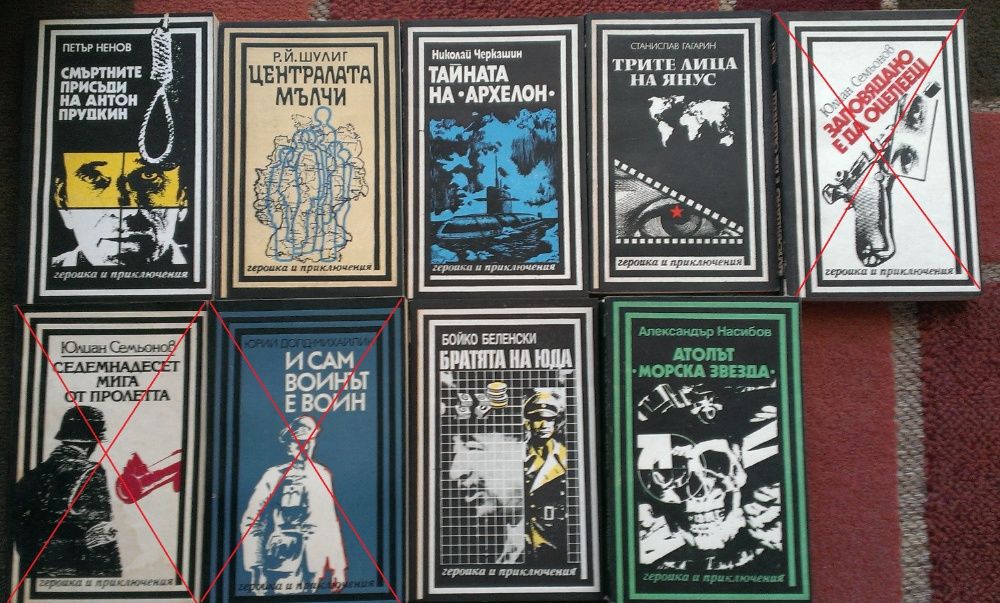 ПЕТЪР НЕНОВ
СМЪРТНИТЕ
ПРИСЪДИ
НА АНТОН
ПРУДКИН
героика и приключения
Р.Й.ШУЛИГ
ЦЕНТРАЛАТА
МЪЛЧИ
героика и приключения
Николай Черкашин
ТАЙНАТА
НА •АРХЕЛОН•
героика и приключения
СТАНИСЛАВ ГАГАРИН
ТРИТЕ ЛИЦА
НА ЯНУС
героика и приключения
Юлиан Семьонов
ЗАПОВЯДАНО
Е ДА ОЦЕЛЕЕШ
героика и приключения
Юлиан Семьонов
СЕДЕМНАДЕСЕТ
МИГА
ОТ ПРОЛЕТТА
героика и приключения
ЮРИЙ ДОЛД-МИХАЙЛИК
И САМ
ВОИНЪТ
Е ВОИН
героика и приключения
БОЙКО БЕЛЕНСКИ
БРАТЯТА НА ЮДА
героика и приключения
Александър Насибов
АТОЛЪТ
•МОРСКА ЗВЕЗДА•
героика и приключения